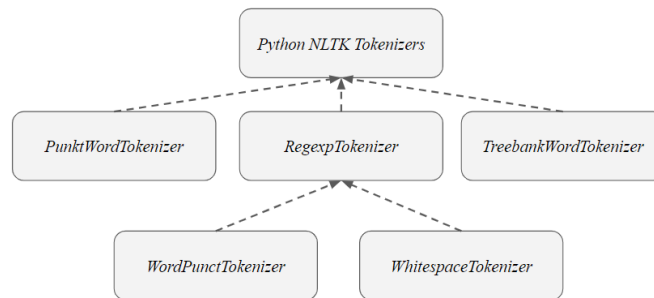 Python NLTK Tokenizers
PunktWordTokenizer
RegexpTokenizer
TreebankWordTokenizer
WordPunctTokenizer
WhitespaceTokenizer